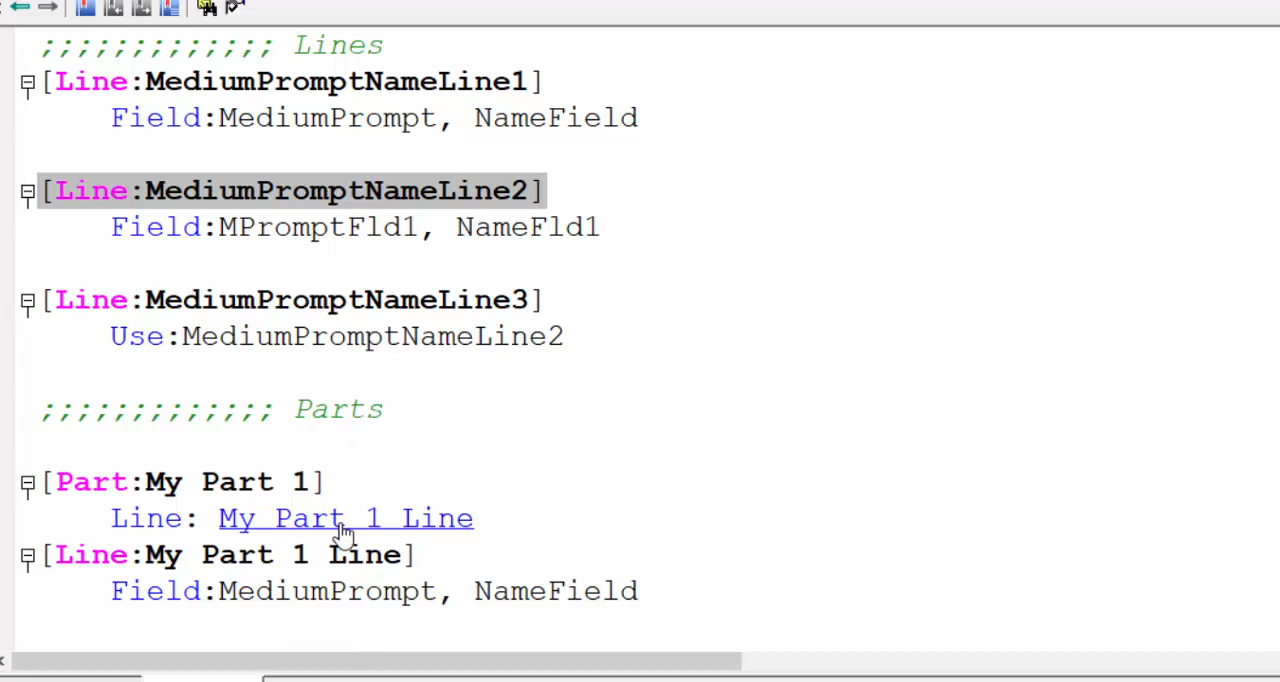 ;;;;;;;;;;;;; Lines
[Line:MediumPromptNameLine1]
Field:MediumPrompt, NameField
[Line:MediumPromptNameLine2]
Field:MPromptFld1, NameFld1
[Line:MediumPromptNameLine3]
Use:MediumPromptNameLine2
;;;;;;;;;;;;; Parts
[Part:My Part 1]
Line: My Part 1 Line
[Line:My Part 1 Line]
Field:MediumPrompt, NameField